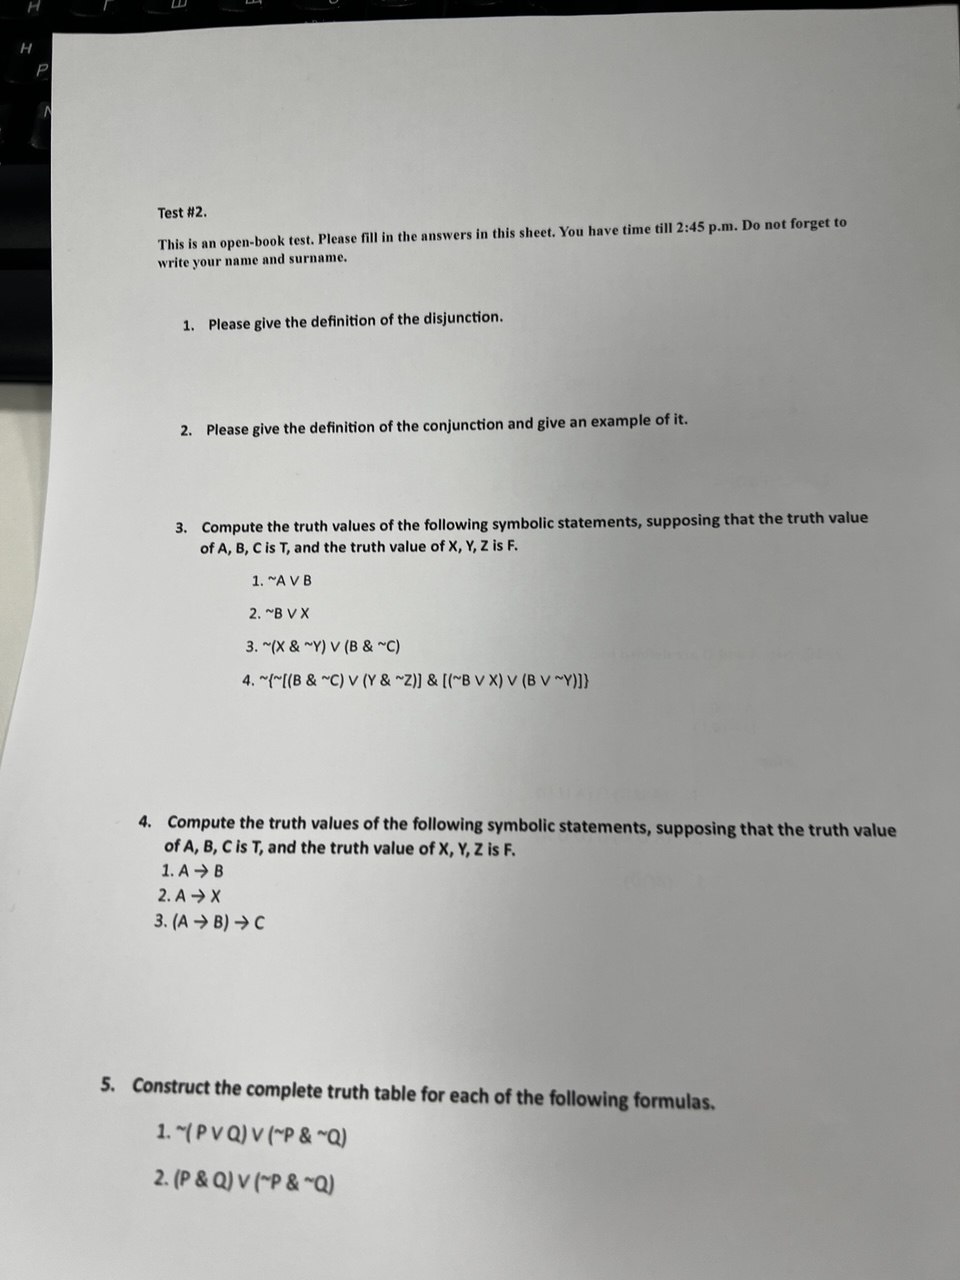 H
P
Test #2.
This is an open-book test. Please fill in the answers in this sheet. You have time till 2:45 p.m. Do not forget to
write your name and surname.
1. Please give the definition of the disjunction.
2. Please give the definition of the conjunction and give an example of it.
3. Compute the truth values of the following symbolic statements, supposing that the truth value
of A, B, C is T, and the truth value of X, Y, Z is F.
1. ~A ∨ B
2. ~B ∨ X
3. ~(X & ~Y) ∨ (B & ~C)
4. ~{~[(B & ~C) ∨ (Y & ~Z)] & [(~B ∨ X) ∨ (B ∨ ~Y)]}
4. Compute the truth values of the following symbolic statements, supposing that the truth value
of A, B, C is T, and the truth value of X, Y, Z is F.
1. A → B
2. A → X
3. (A → B) → C
5. Construct the complete truth table for each of the following formulas.
1. ~( P ∨ Q) ∨ (~P & ~Q)
2. (P & Q) ∨ (~P & ~Q)